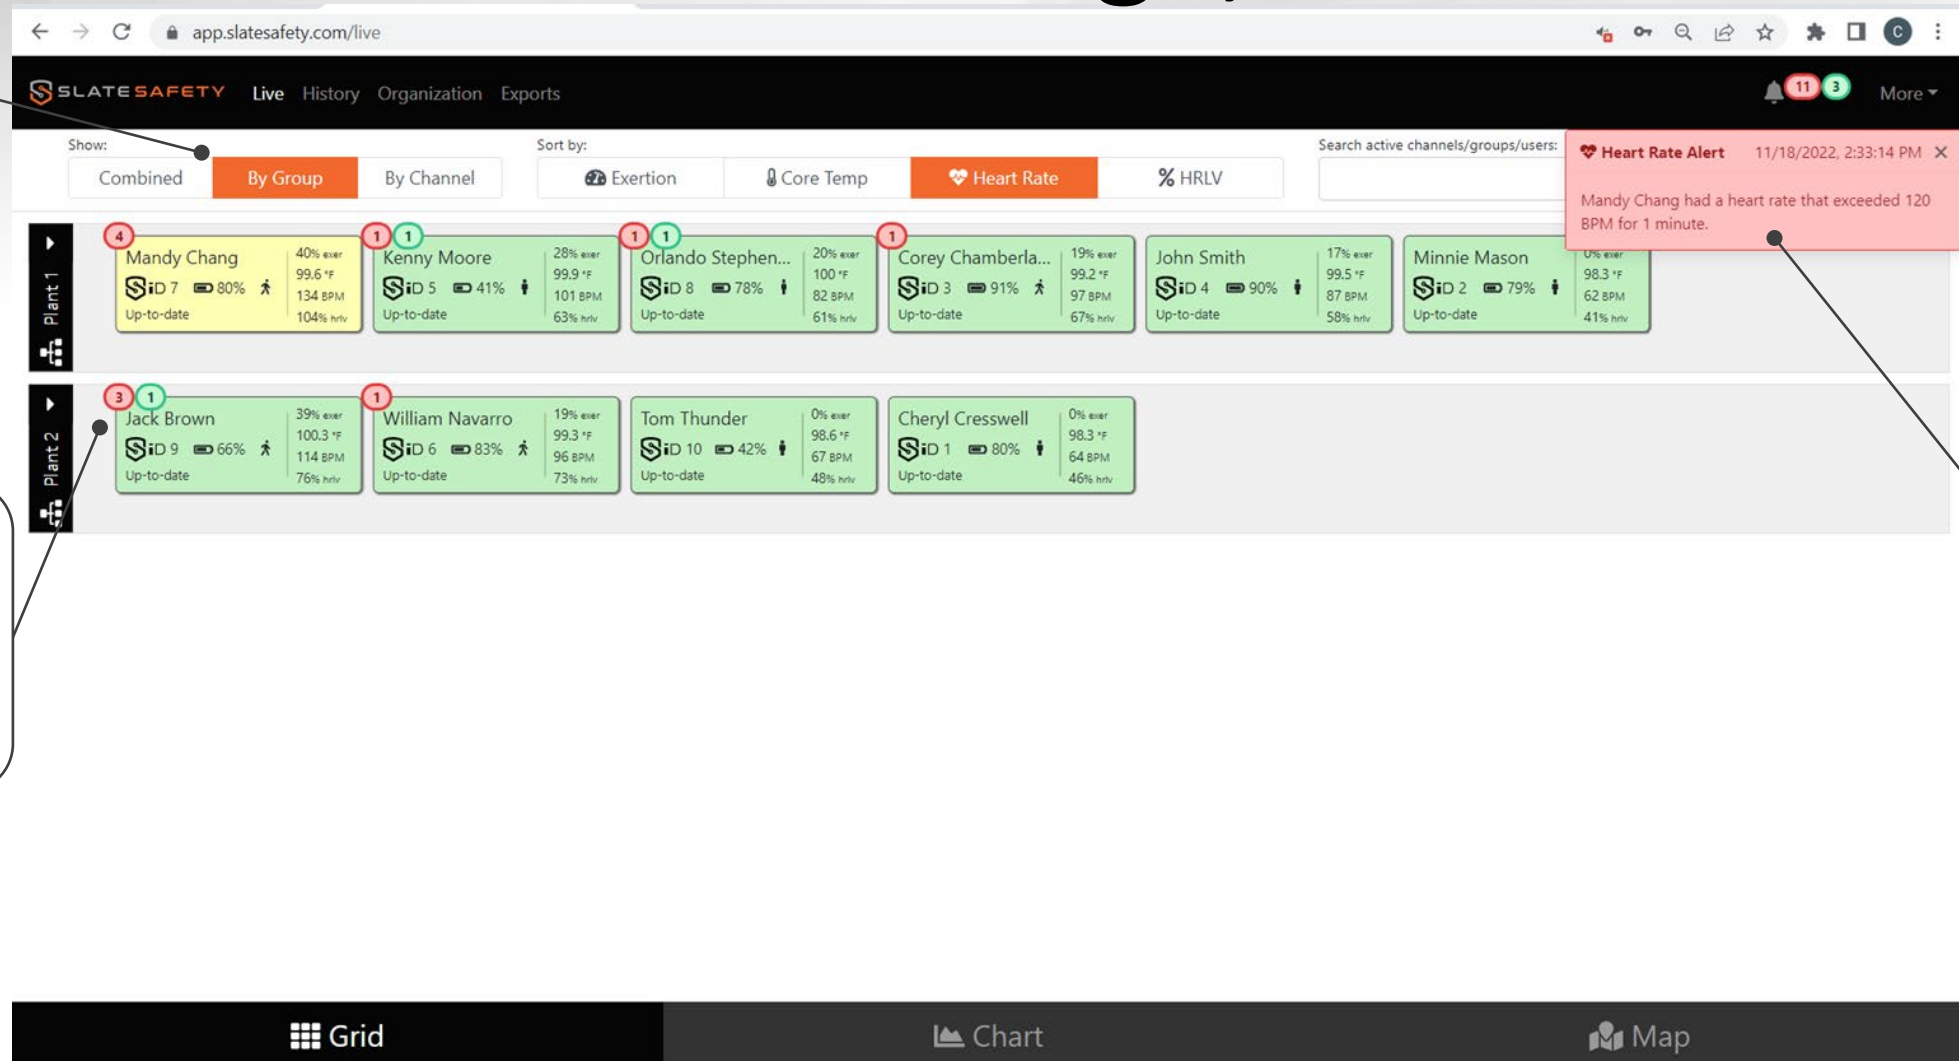 app.slatesafety.com/live
C
SLATESAFETY Live History Organization Exports
11 3 More
Show:
Combined By Group By Channel
Sort by:
Exertion Core Temp Heart Rate % HRLV
Search active channels/groups/users:
Heart Rate Alert 11/18/2022, 2:33:14 PM ×
Mandy Chang had a heart rate that exceeded 120
BPM for 1 minute.
Plant 1
4
Mandy Chang
iD 7 80%
Up-to-date
40% exer
99.6 °F
134 BPM
104% hrlv
1 1
Kenny Moore
iD 5 41%
Up-to-date
28% exer
99.9 °F
101 BPM
63% hrlv
1 1
Orlando Stephen...
iD 8 78%
Up-to-date
20% exer
100 °F
82 BPM
61% hrlv
1
Corey Chamberla...
iD 3 91%
Up-to-date
19% exer
99.2 °F
97 BPM
67% hrlv
John Smith
iD 4 90%
Up-to-date
17% exer
99.5 °F
87 BPM
58% hrlv
Minnie Mason
iD 2 79%
Up-to-date
0% exer
98.3 °F
62 BPM
41% hrlv
Plant 2
3 1
Jack Brown
iD 9 66%
Up-to-date
39% exer
100.3 °F
114 BPM
76% hrlv
1
William Navarro
iD 6 83%
Up-to-date
19% exer
99.3 °F
96 BPM
73% hrlv
Tom Thunder
iD 10 42%
Up-to-date
0% exer
98.6 °F
67 BPM
48% hrlv
Cheryl Cresswell
iD 1 80%
Up-to-date
0% exer
98.3 °F
64 BPM
46% hrlv
Grid Chart Map